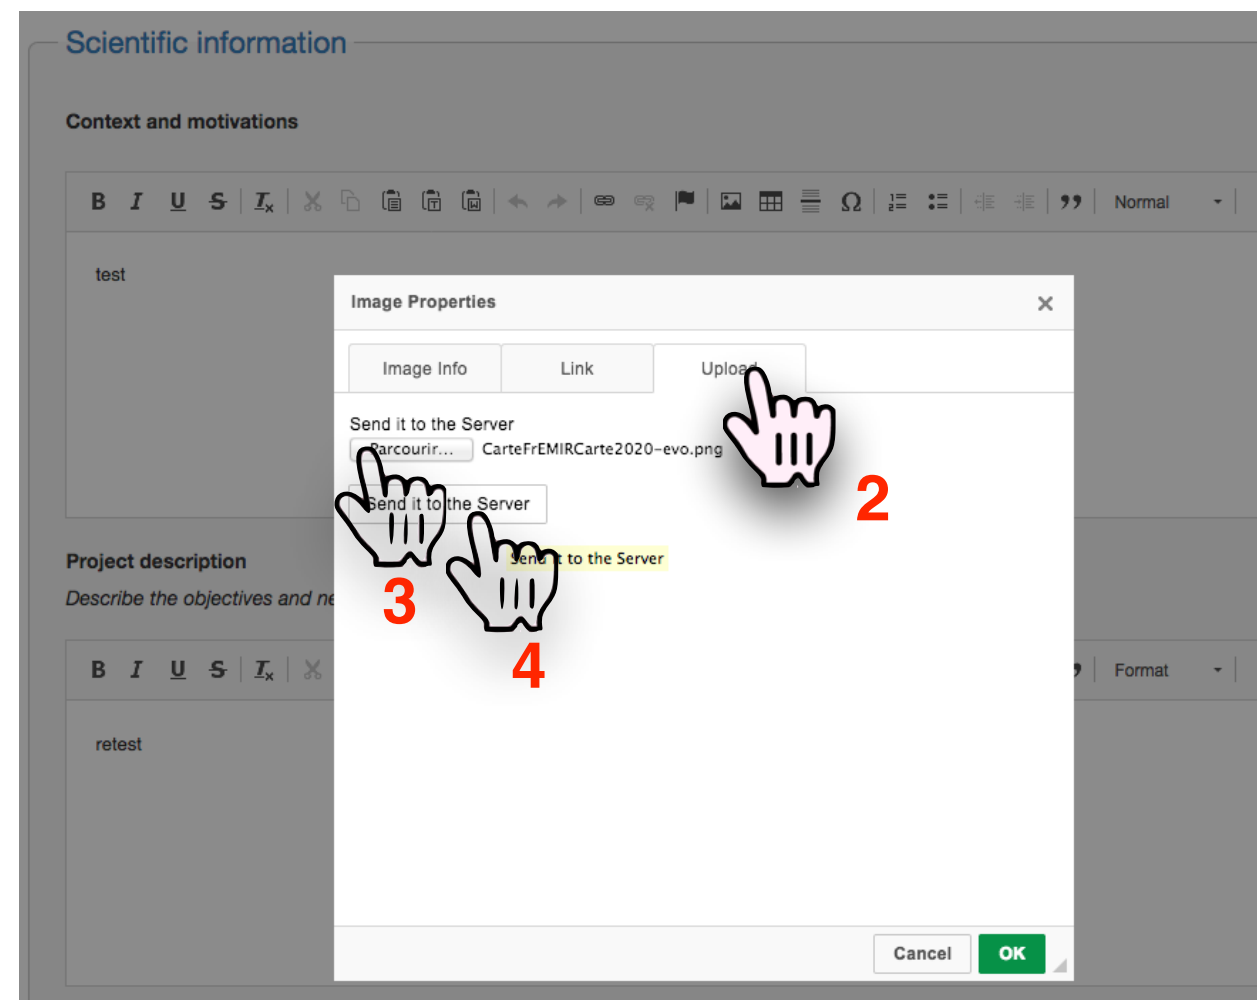 Scientific information
Context and motivations
Normal
test
Image Properties
Image Info Link Upload
Send it to the Server
Parcourir... CarteFrEMIRCarte2020-evo.png
2
Send it to the Server
Send it to the Server
3
4
Project description
Describe the objectives and ne
Format
retest
Cancel OK